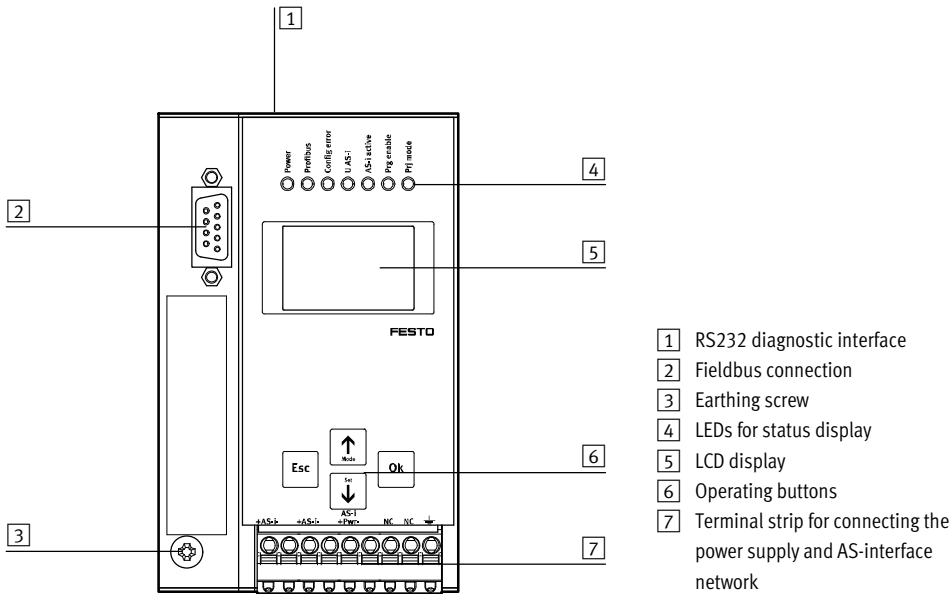 1
Power
Profibus
Config error
U AS-i
AS-i active
Prg enable
Prj mode
4
2
5
FESTO
1 RS232 diagnostic interface
2 Fieldbus connection
3 Earthing screw
4 LEDs for status display
5 LCD display
6 Operating buttons
7 Terminal strip for connecting the
power supply and AS-interface
network
Mode
Esc
Ok
6
Set
AS-i
+AS-i- +AS-i- +Pwr- NC NC
3
7